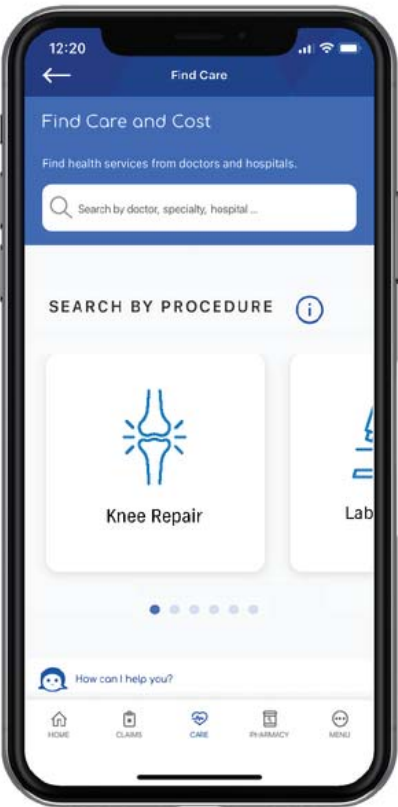 12:20
Find Care
Find Care and Cost
Find health services from doctors and hospitals.
Search by doctor, specialty, hospital ...
SEARCH BY PROCEDURE
Knee Repair
Lab
How can I help you?
HOME CLAIMS CARE PHARMACY MENU